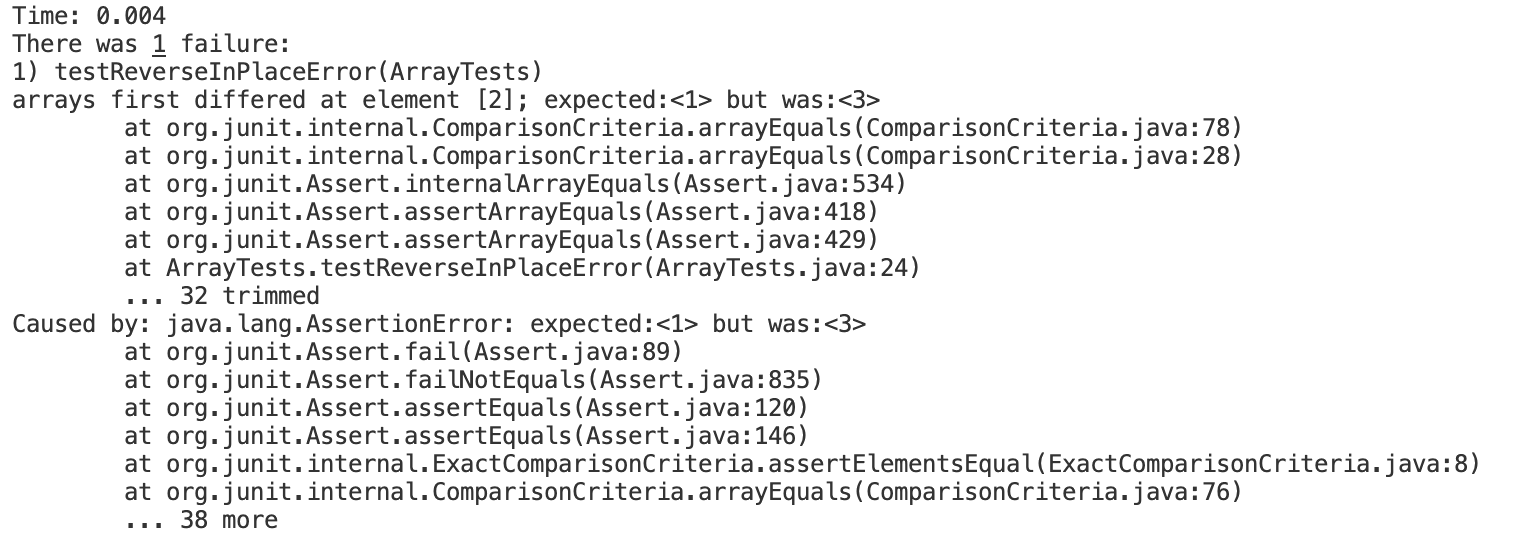 Time: 0.004
There was 1 failure:
1) testReverseInPlaceError(ArrayTests)
arrays first differed at element [2]; expected:<1> but was:<3>
        at org.junit.internal.ComparisonCriteria.arrayEquals(ComparisonCriteria.java:78)
        at org.junit.internal.ComparisonCriteria.arrayEquals(ComparisonCriteria.java:28)
        at org.junit.Assert.internalArrayEquals(Assert.java:534)
        at org.junit.Assert.assertArrayEquals(Assert.java:418)
        at org.junit.Assert.assertArrayEquals(Assert.java:429)
        at ArrayTests.testReverseInPlaceError(ArrayTests.java:24)
        ... 32 trimmed
Caused by: java.lang.AssertionError: expected:<1> but was:<3>
        at org.junit.Assert.fail(Assert.java:89)
        at org.junit.Assert.failNotEquals(Assert.java:835)
        at org.junit.Assert.assertEquals(Assert.java:120)
        at org.junit.Assert.assertEquals(Assert.java:146)
        at org.junit.internal.ExactComparisonCriteria.assertElementsEqual(ExactComparisonCriteria.java:8)
        at org.junit.internal.ComparisonCriteria.arrayEquals(ComparisonCriteria.java:76)
        ... 38 more